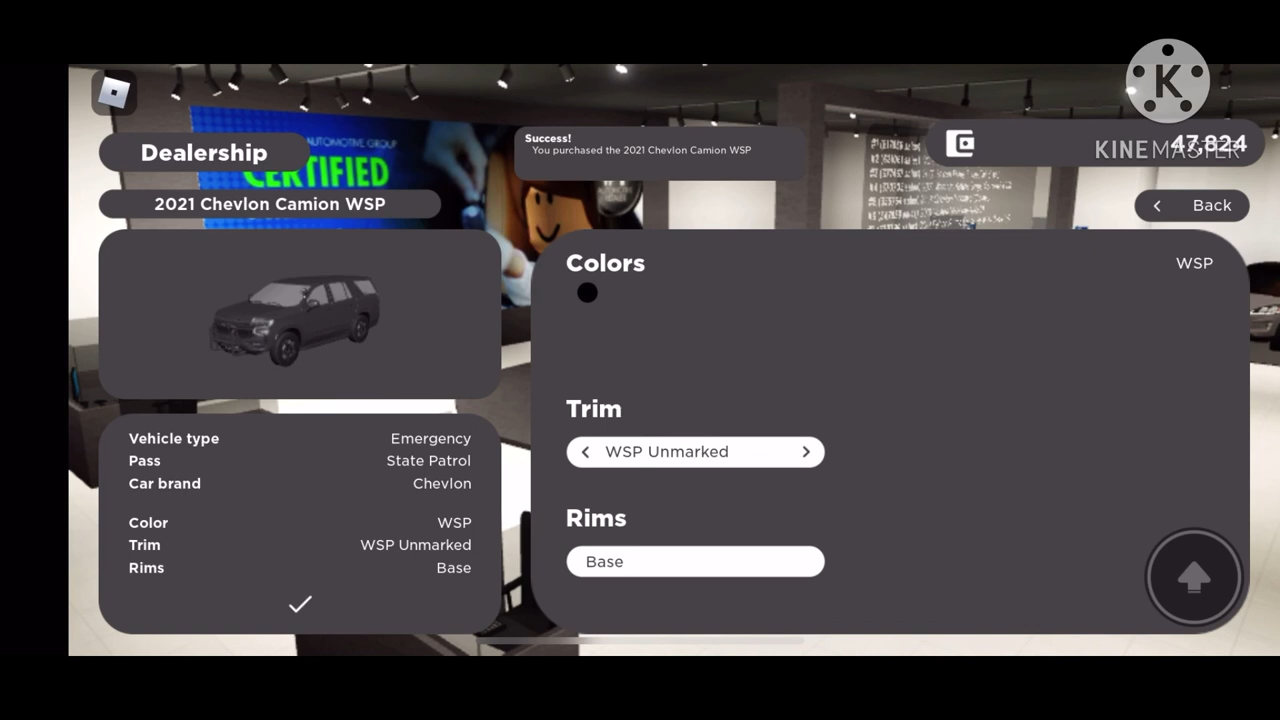 K
KINEMASTER
47,824
Dealership
AUTOMOTIVE GROUP
CERTIFIED
Success!
You purchased the 2021 Chevlon Camion WSP
2021 Chevlon Camion WSP
Back
Colors
WSP
Trim
WSP Unmarked
Rims
Base
Vehicle type Emergency
Pass State Patrol
Car brand Chevlon
Color WSP
Trim WSP Unmarked
Rims Base